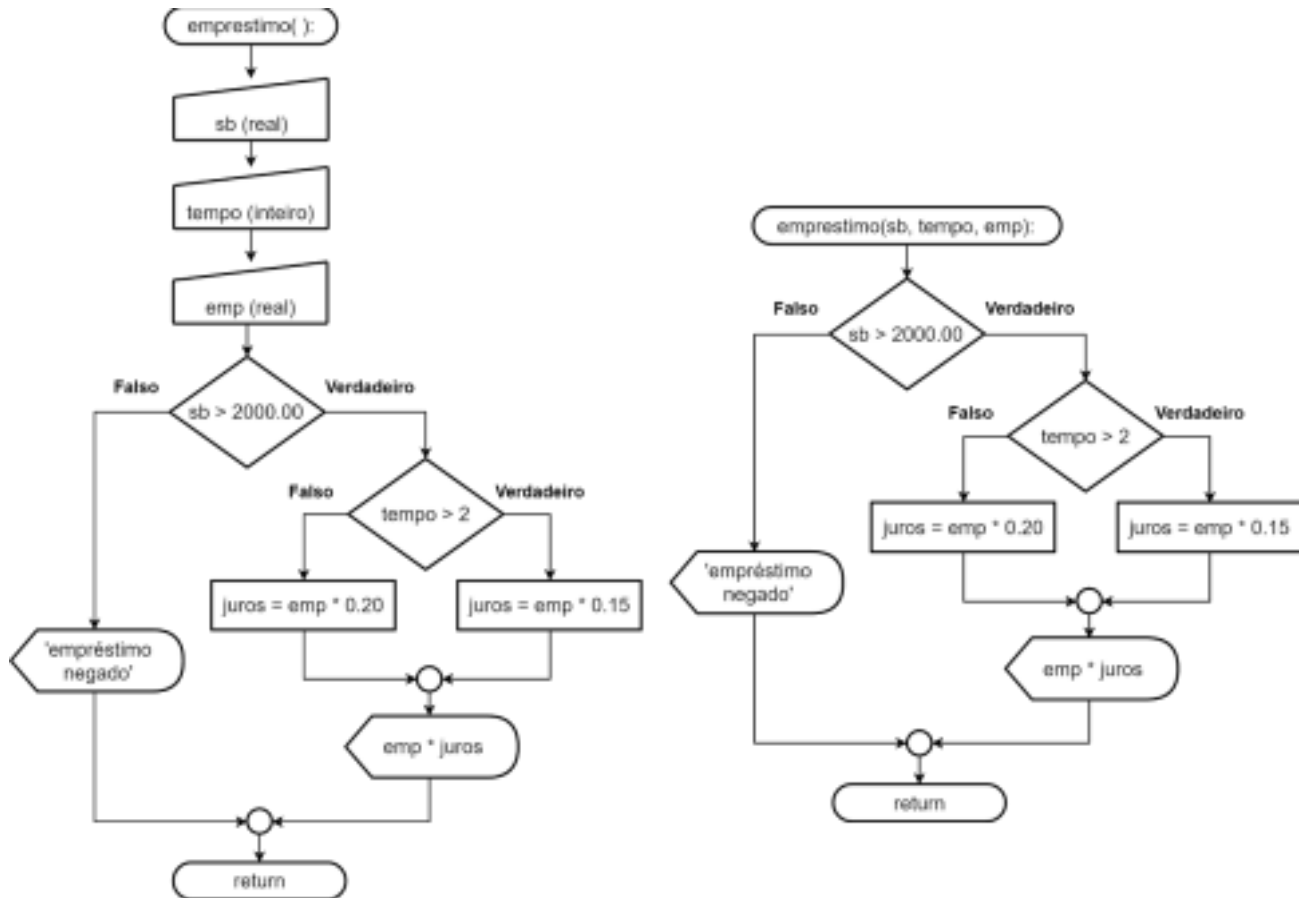 emprestimo( ):
sb (real)
tempo (inteiro)
emp (real)
Falso
Verdadeiro
sb > 2000.00
Falso
Verdadeiro
tempo > 2
juros = emp * 0.20
juros = emp * 0.15
'empréstimo
negado'
emp * juros
return
emprestimo(sb, tempo, emp):
Falso
Verdadeiro
sb > 2000.00
Falso
Verdadeiro
tempo > 2
juros = emp * 0.20
juros = emp * 0.15
'empréstimo
negado'
emp * juros
return